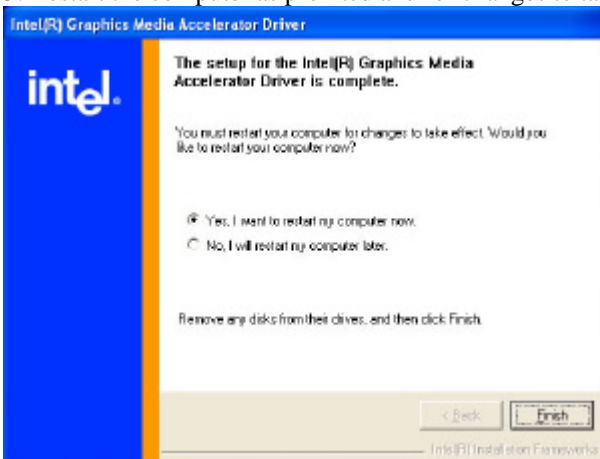 Intel(R) Graphics Media Accelerator Driver
intel.
The setup for the Intel(R) Graphics Media
Accelerator Driver is complete.
You must restart your computer for changes to take effect. Would you
like to restart your computer now?
Yes, I want to restart my computer now.
No, I will restart my computer later.
Remove any disks from their drives, and then click Finish.
< Back
Finish
Intel(R) Installation Frameworks